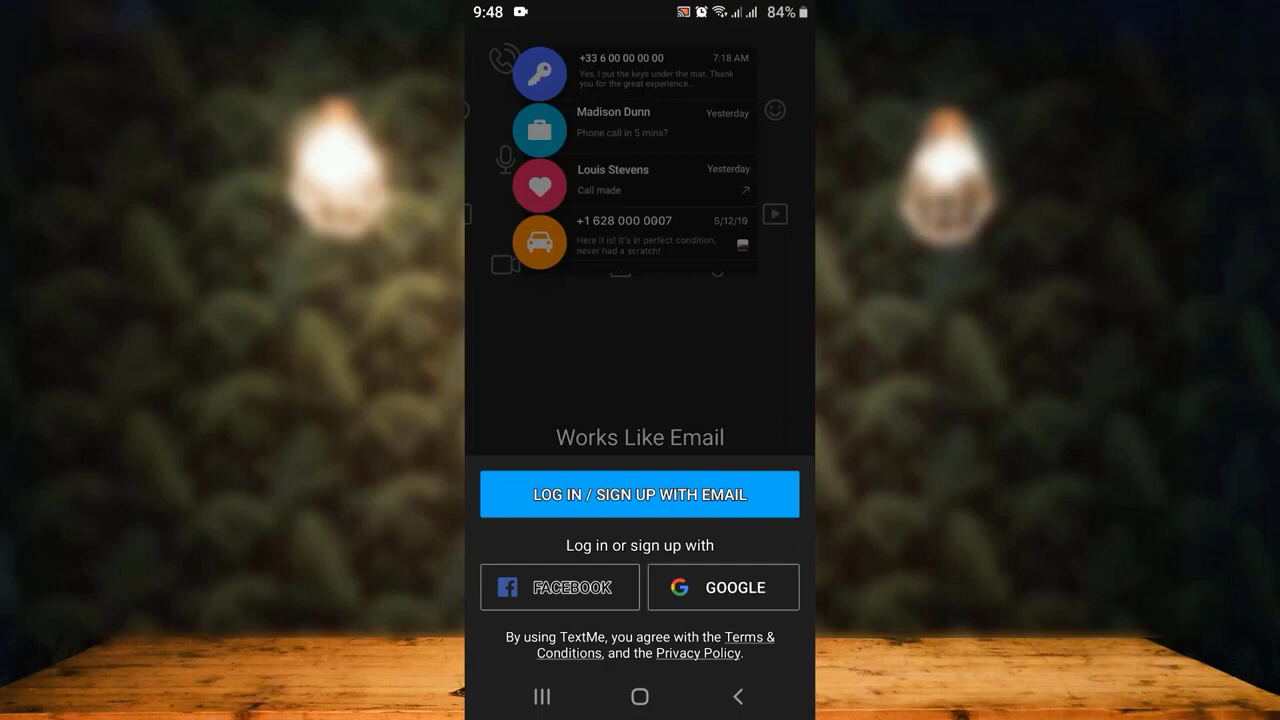 9:48
84%
+33 6 00 00 00 00
7:18 AM
Yes, I put the keys under the mat. Thank
you for the great experience...
Madison Dunn
Yesterday
Phone call in 5 mins?
Louis Stevens
Yesterday
Call made
+1 628 000 0007
5/12/19
Here it is! It's in perfect condition,
never had a scratch!
Works Like Email
LOG IN / SIGN UP WITH EMAIL
Log in or sign up with
FACEBOOK
GOOGLE
By using TextMe, you agree with the Terms &
Conditions, and the Privacy Policy.